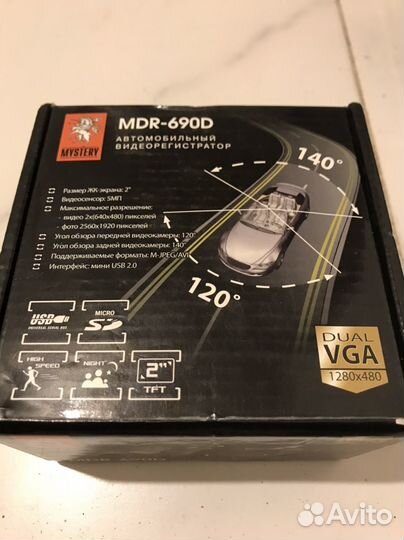 MYSTERY
MDR-690D
АВТОМОБИЛЬНЫЙ
ВИДЕОРЕГИСТРАТОР
Размер ЖК-экрана: 2"
Видеосенсор: 5МП
Максимальное разрешение:
- видео 2x(640x480) пикселей
- фото 2560x1920 пикселей
Угол обзора передней видеокамеры: 120°
Угол обзора задней видеокамеры: 140°
Поддерживаемые форматы: M-JPEG/AVI
Интерфейс: мини USB 2.0
140°
120°
USB
UNIVERSAL SERIAL BUS
MICRO
SD
HIGH
SPEED
NIGHT
2"
TFT
DUAL
VGA
1280x480
MDR-690D
Avito